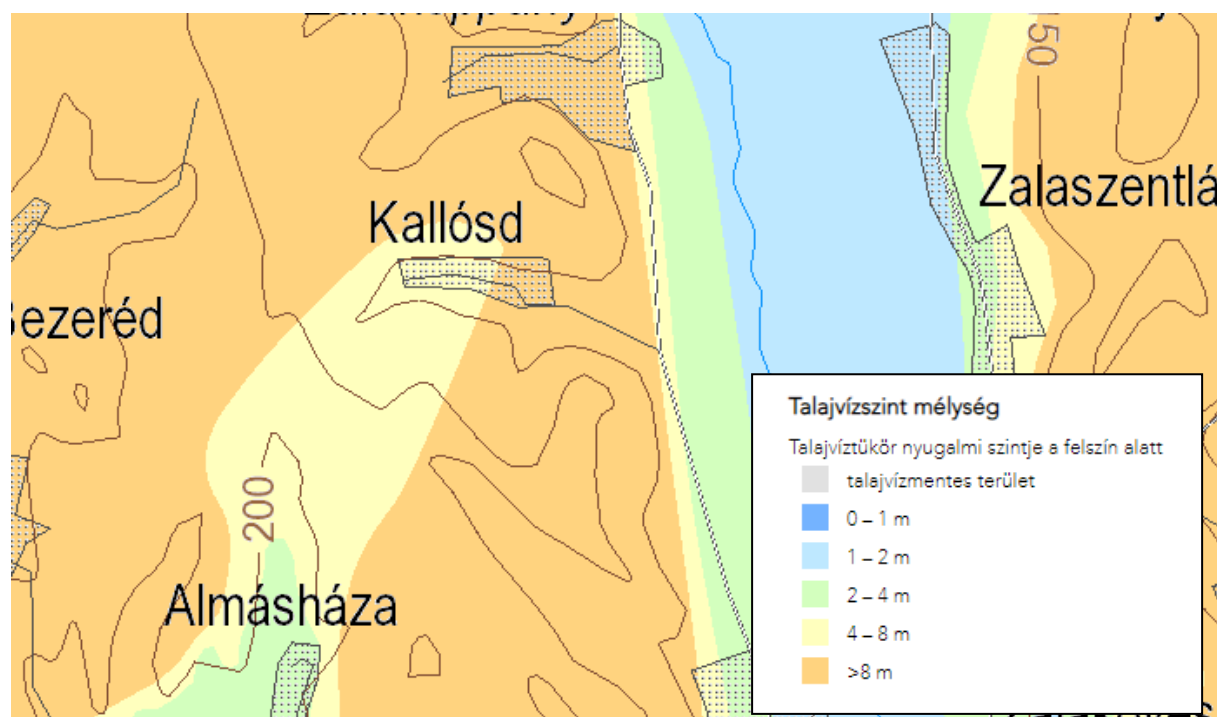 150
Kallósd
Zalaszentlá
Bezeréd
200
Almásháza
Talajvízszint mélység
Talajvíztükör nyugalmi szintje a felszín alatt
talajvízmentes terület
0 – 1 m
1 – 2 m
2 – 4 m
4 – 8 m
>8 m